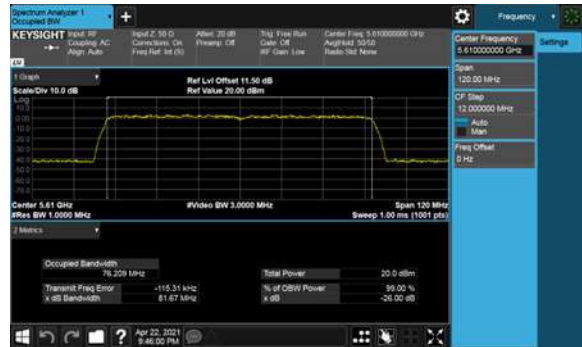 Spectrum Analyzer 1
Occupied BW
+
Frequency
KEYSIGHT Input: RF Input Z: 50 Ω Atten: 20 dB Trig: Free Run Center Freq: 5.610000000 GHz
Coupling: AC Corrections: On Preamp: Off Gate: Off Avg|Hold: 50/50
Align: Auto Freq Ref: Int (S) #IF Gain: Low Radio Std: None
1 Graph
Scale/Div 10.0 dB
Ref Lvl Offset 11.50 dB
Ref Value 20.00 dBm
Log
10.0
0.00
-10.0
-20.0
-30.0
-40.0
-50.0
-60.0
-70.0
Center 5.61 GHz #Video BW 3.0000 MHz Span 120 MHz
#Res BW 1.0000 MHz Sweep 1.00 ms (1001 pts)
2 Metrics
Occupied Bandwidth
76.209 MHz
Total Power 20.0 dBm
Transmit Freq Error -115.31 kHz
% of OBW Power 99.00 %
x dB Bandwidth 81.67 MHz
x dB -26.00 dB
Apr 22, 2021
9:46:00 PM
Center Frequency
5.610000000 GHz
Settings
Span
120.00 MHz
CF Step
12.000000 MHz
Auto
Man
Freq Offset
0 Hz